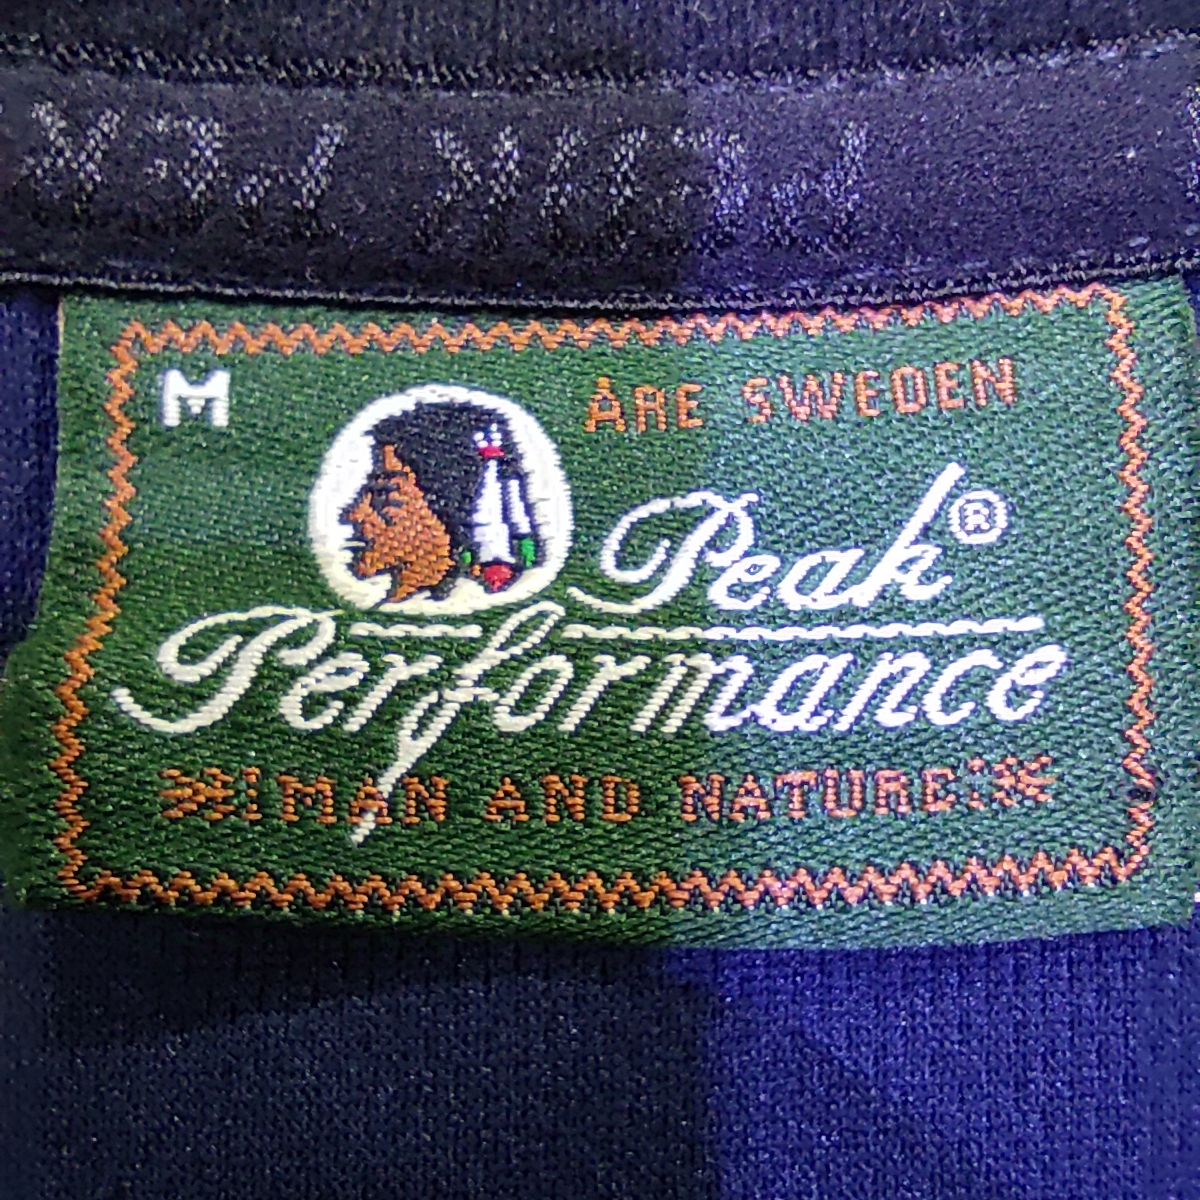 M
ÅRE SWEDEN
Peak®
Performance
MAN AND NATURE